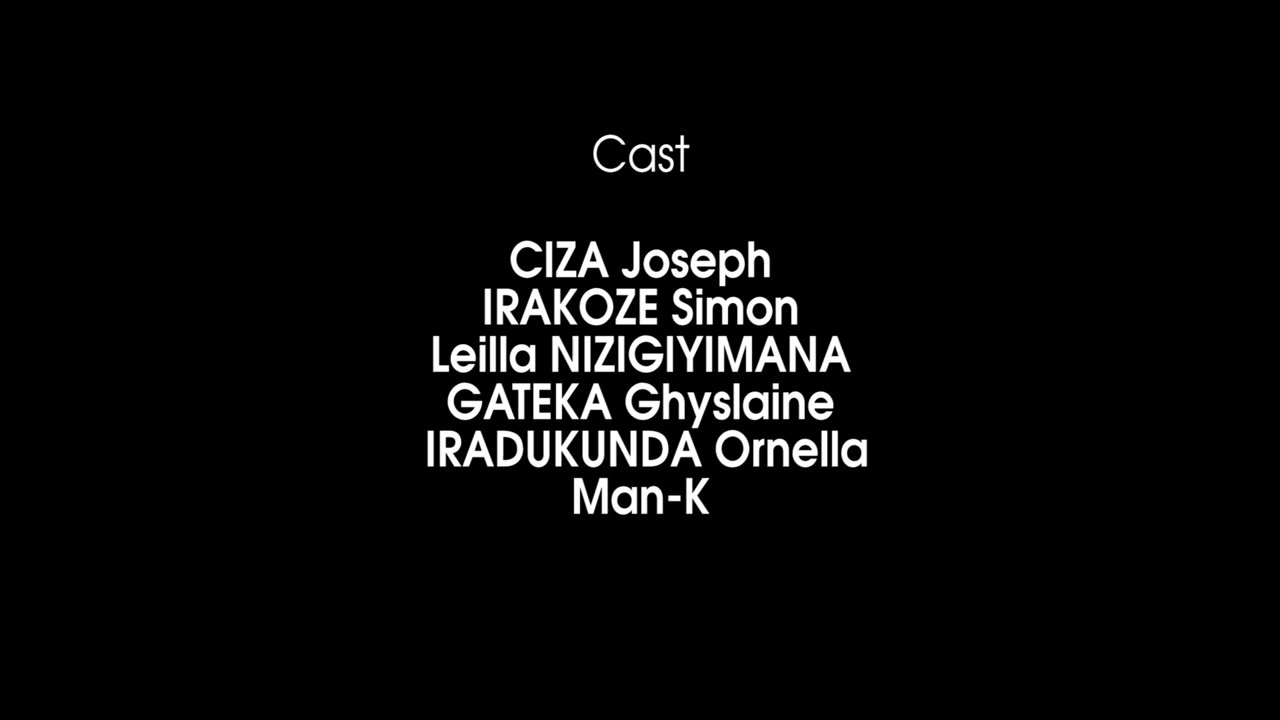 Cast
CIZA Joseph
IRAKOZE Simon
Leilla NIZIGIYIMANA
GATEKA Ghyslaine
IRADUKUNDA Ornella
Man-K